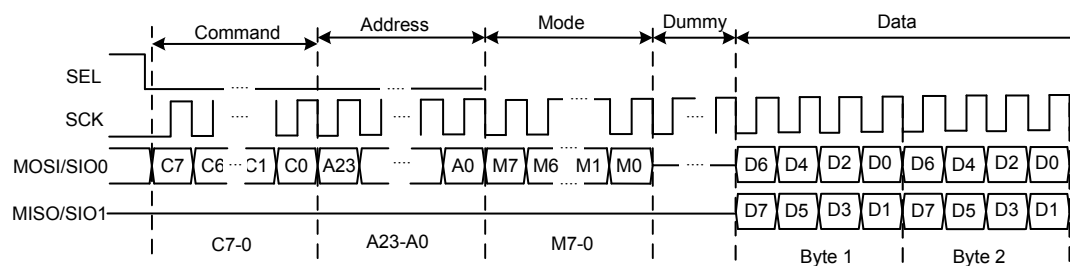 Command Address Mode Dummy Data
SEL
SCK
MOSI/SIO0 C7 C6 C1 C0 A23 A0 M7 M6 M1 M0 D6 D4 D2 D0 D6 D4 D2 D0
MISO/SIO1 D7 D5 D3 D1 D7 D5 D3 D1
C7-0 A23-A0 M7-0 Byte 1 Byte 2